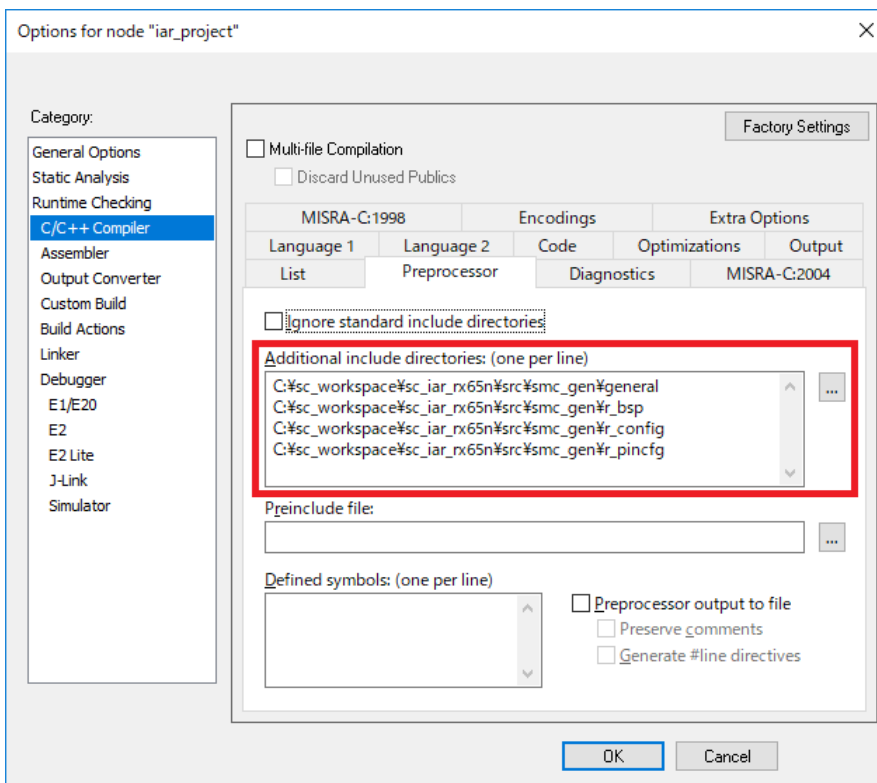 Options for node "iar_project"
Category:
General Options
Static Analysis
Runtime Checking
C/C++ Compiler
Assembler
Output Converter
Custom Build
Build Actions
Linker
Debugger
E1/E20
E2
E2 Lite
J-Link
Simulator
Factory Settings
Multi-file Compilation
Discard Unused Publics
MISRA-C:1998 Encodings Extra Options
Language 1 Language 2 Code Optimizations Output
List Preprocessor Diagnostics MISRA-C:2004
Ignore standard include directories
Additional include directories: (one per line)
C:¥sc_workspace¥sc_iar_rx65n¥src¥smc_gen¥general
C:¥sc_workspace¥sc_iar_rx65n¥src¥smc_gen¥r_bsp
C:¥sc_workspace¥sc_iar_rx65n¥src¥smc_gen¥r_config
C:¥sc_workspace¥sc_iar_rx65n¥src¥smc_gen¥r_pincfg
...
Preinclude file:
...
Defined symbols: (one per line)
Preprocessor output to file
Preserve comments
Generate #line directives
OK Cancel